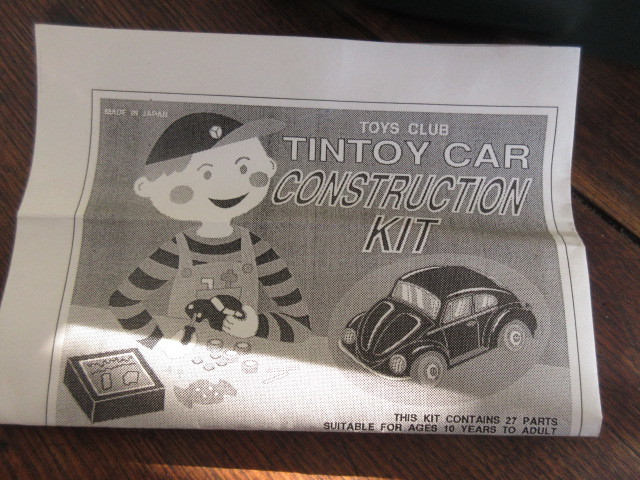 MADE IN JAPAN
TOYS CLUB
TINTOY CAR
CONSTRUCTION
KIT
THIS KIT CONTAINS 27 PARTS
SUITABLE FOR AGES 10 YEARS TO ADULT